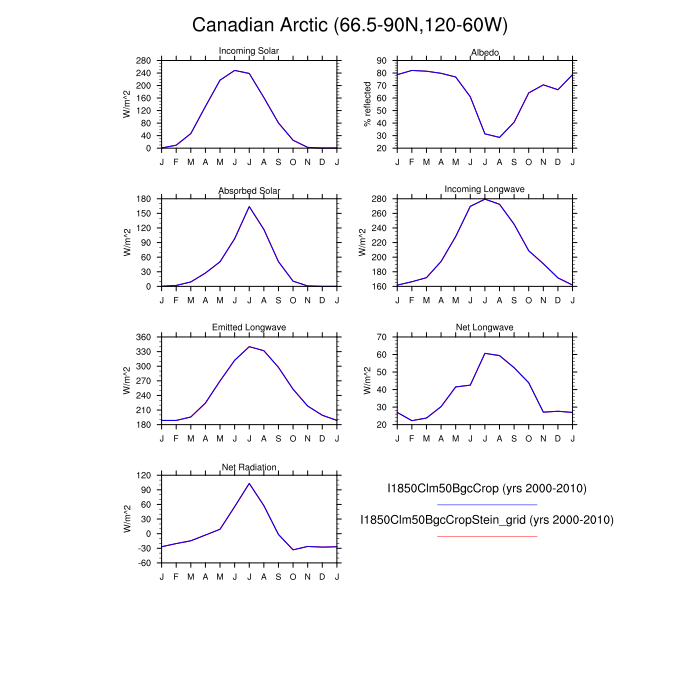 Canadian Arctic (66.5-90N,120-60W)
Incoming Solar
W/m^2
280
240
200
160
120
80
40
0
J F M A M J J A S O N D J
Albedo
% reflected
90
80
70
60
50
40
30
20
J F M A M J J A S O N D J
Absorbed Solar
W/m^2
180
150
120
90
60
30
0
J F M A M J J A S O N D J
Incoming Longwave
W/m^2
280
260
240
220
200
180
160
J F M A M J J A S O N D J
Emitted Longwave
W/m^2
360
330
300
270
240
210
180
J F M A M J J A S O N D J
Net Longwave
W/m^2
70
60
50
40
30
20
J F M A M J J A S O N D J
Net Radiation
W/m^2
120
90
60
30
0
-30
-60
J F M A M J J A S O N D J
I1850Clm50BgcCrop (yrs 2000-2010)
I1850Clm50BgcCropStein_grid (yrs 2000-2010)